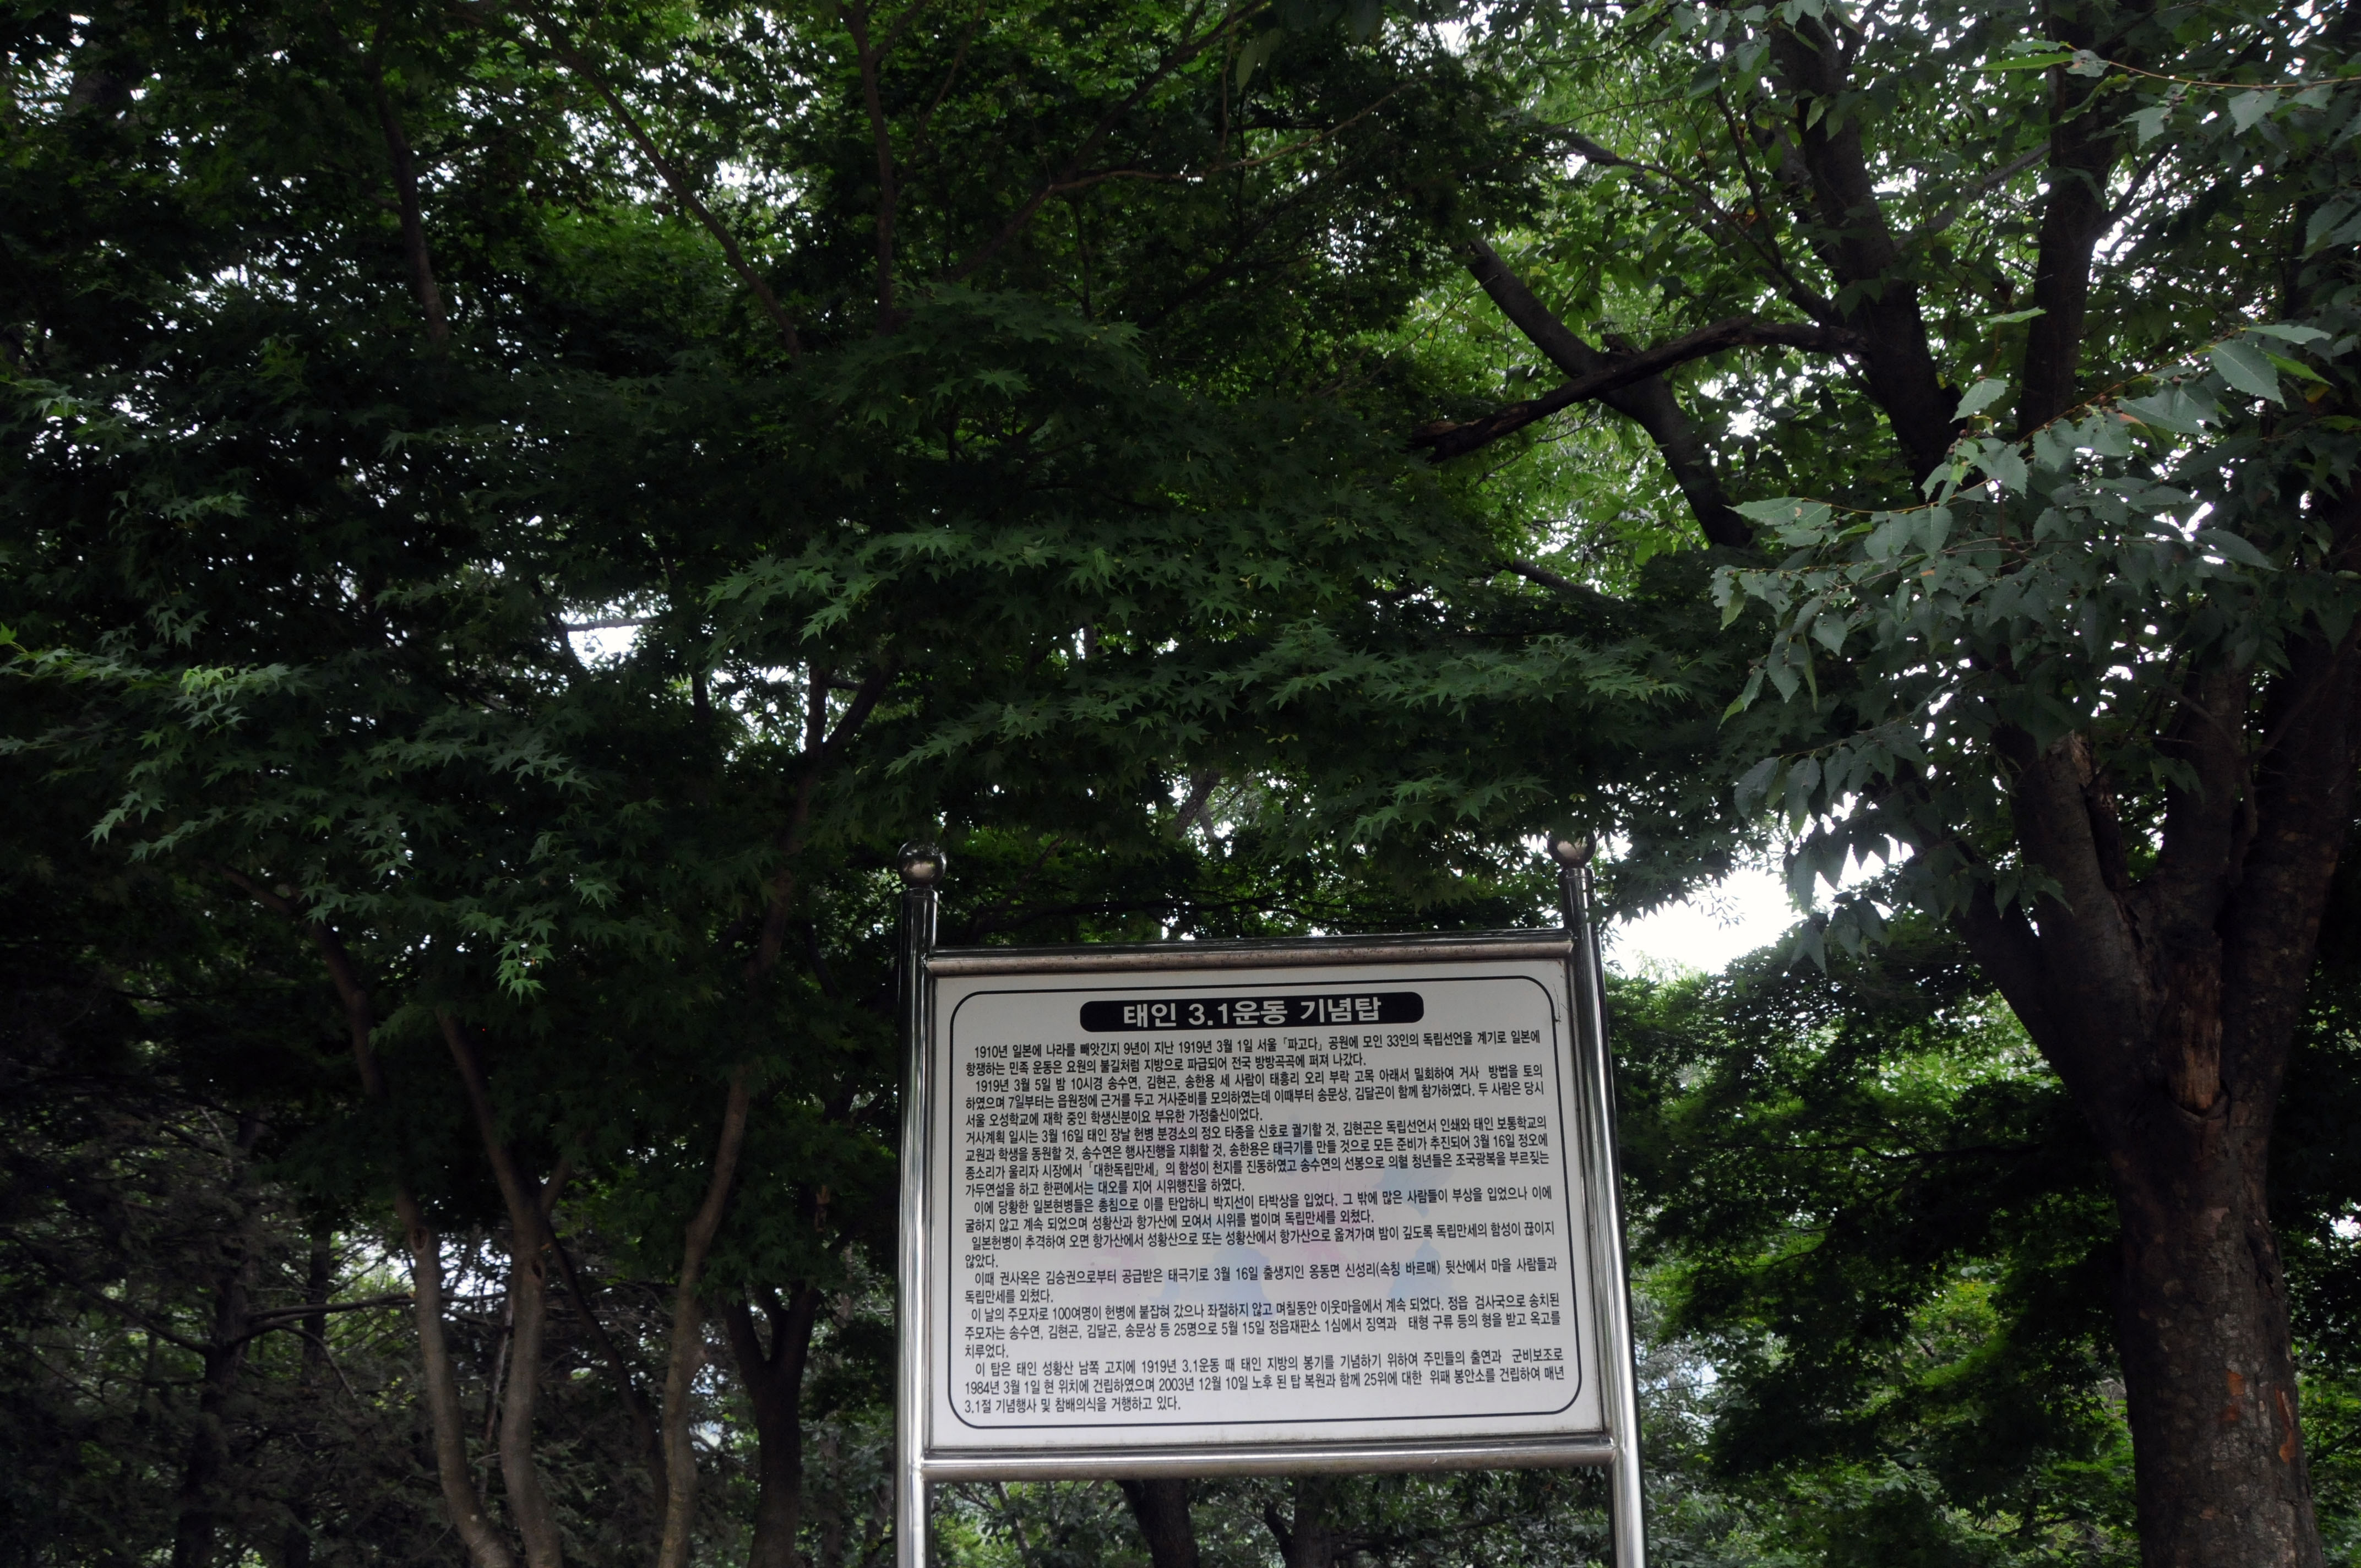 태인 3.1운동 기념탑
1910년 일본에 나라를 빼앗긴지 9년이 지난 1919년 3월 1일 서울「파고다」공원에 모인 33인의 독립선언을 계기로 일본에
항쟁하는 민족 운동은 요원의 불길처럼 지방으로 파급되어 전국 방방곡곡에 퍼져 나갔다.
1919년 3월 5일 밤 10시경 송수연, 김현곤, 송한용 세 사람이 태흥리 오리 부락 고목 아래서 밀회하여 거사 방법을 토의
하였으며 7일부터는 읍원정에 근거를 두고 거사준비를 모의하였는데 이때부터 송문상, 김달곤이 함께 참가하였다. 두 사람은 당시
서울 오성학교에 재학 중인 학생신분이요 부유한 가정출신이었다.
거사계획 일시는 3월 16일 태인 장날 헌병 분경소의 정오 타종을 신호로 궐기할 것, 김현곤은 독립선언서 인쇄와 태인 보통학교의
교원과 학생을 동원할 것, 송수연은 행사진행을 지휘할 것, 송한용은 태극기를 만들 것으로 모든 준비가 추진되어 3월 16일 정오에
종소리가 울리자 시장에서「대한독립만세」의 함성이 천지를 진동하였고 송수연의 선봉으로 의혈 청년들은 조국광복을 부르짖는
가두연설을 하고 한편에서는 대오를 지어 시위행진을 하였다.
이에 당황한 일본헌병들은 총침으로 이를 탄압하니 박지선이 타박상을 입었다. 그 밖에 많은 사람들이 부상을 입었으나 이에
굴하지 않고 계속 되었으며 성황산과 항가산에 모여서 시위를 벌이며 독립만세를 외쳤다.
일본헌병이 추격하여 오면 항가산에서 성황산으로 또는 성황산에서 항가산으로 옮겨가며 밤이 깊도록 독립만세의 함성이 끊이지
않았다.
이때 권사옥은 김승권으로부터 공급받은 태극기로 3월 16일 출생지인 옹동면 신성리(속칭 바르매) 뒷산에서 마을 사람들과
독립만세를 외쳤다.
이 날의 주모자로 100여명이 헌병에 붙잡혀 갔으나 좌절하지 않고 며칠동안 이웃마을에서 계속 되었다. 정읍 검사국으로 송치된
주모자는 송수연, 김현곤, 김달곤, 송문상 등 25명으로 5월 15일 정읍재판소 1심에서 징역과 태형 구류 등의 형을 받고 옥고를
치루었다.
이 탑은 태인 성황산 남쪽 고지에 1919년 3.1운동 때 태인 지방의 봉기를 기념하기 위하여 주민들의 출연과 군비보조로
1984년 3월 1일 현 위치에 건립하였으며 2003년 12월 10일 노후 된 탑 복원과 함께 25위에 대한 위패 봉안소를 건립하여 매년
3.1절 기념행사 및 참배의식을 거행하고 있다.